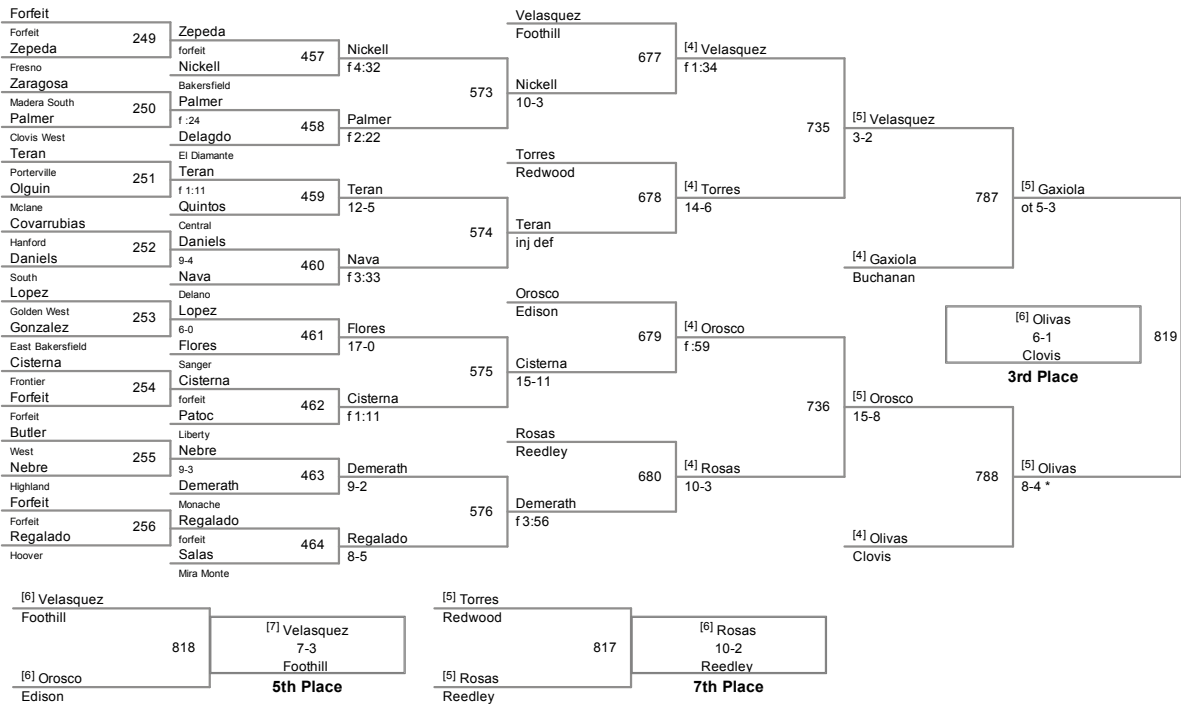 Forfeit
Forfeit
249
Zepeda
Fresno
Zaragosa
Madera South
250
Palmer
Clovis West
Teran
Porterville
251
Olguin
Mclane
Covarrubias
Hanford
252
Daniels
South
Lopez
Golden West
253
Gonzalez
East Bakersfield
Cisterna
Frontier
254
Forfeit
Forfeit
Butler
West
255
Nebre
Highland
Forfeit
Forfeit
256
Regalado
Hoover
Zepeda
forfeit
457
Nickell
Bakersfield
Palmer
f :24
458
Delagdo
El Diamante
Teran
f 1:11
459
Quintos
Central
Daniels
9-4
460
Nava
Delano
Lopez
6-0
461
Flores
Sanger
Cisterna
forfeit
462
Patoc
Liberty
Nebre
9-3
463
Demerath
Monache
Regalado
forfeit
464
Salas
Mira Monte
Nickell
f 4:32
573
Palmer
f 2:22
Teran
12-5
574
Nava
f 3:33
Flores
17-0
575
Cisterna
f 1:11
Demerath
9-2
576
Regalado
8-5
Velasquez
Foothill
677
Nickell
10-3
Torres
Redwood
678
Teran
inj def
Orosco
Edison
679
Cisterna
15-11
Rosas
Reedley
680
Demerath
f 3:56
[4] Velasquez
f 1:34
735
[4] Torres
14-6
[4] Orosco
f :59
736
[4] Rosas
10-3
[5] Velasquez
3-2
787
[4] Gaxiola
Buchanan
[5] Orosco
15-8
788
[4] Olivas
Clovis
[5] Gaxiola
ot 5-3
819
[5] Olivas
8-4 *
[6] Olivas
6-1
Clovis
3rd Place
[6] Velasquez
Foothill
818
[6] Orosco
Edison
[7] Velasquez
7-3
Foothill
5th Place
[5] Torres
Redwood
817
[5] Rosas
Reedley
[6] Rosas
10-2
Reedley
7th Place